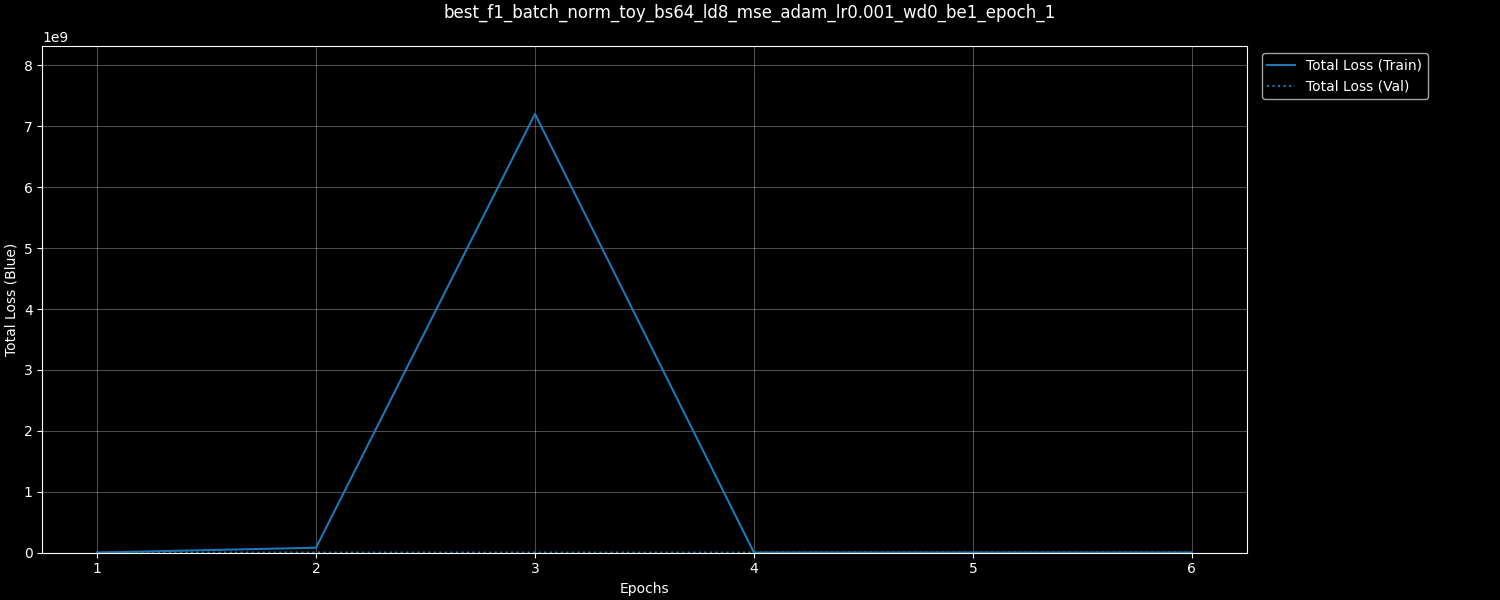 best_f1_batch_norm_toy_bs64_ld8_mse_adam_lr0.001_wd0_be1_epoch_1
1e9
Total Loss (Train)
Total Loss (Val)
8
7
6
5
4
3
2
1
0
Total Loss (Blue)
1 2 3 4 5 6
Epochs